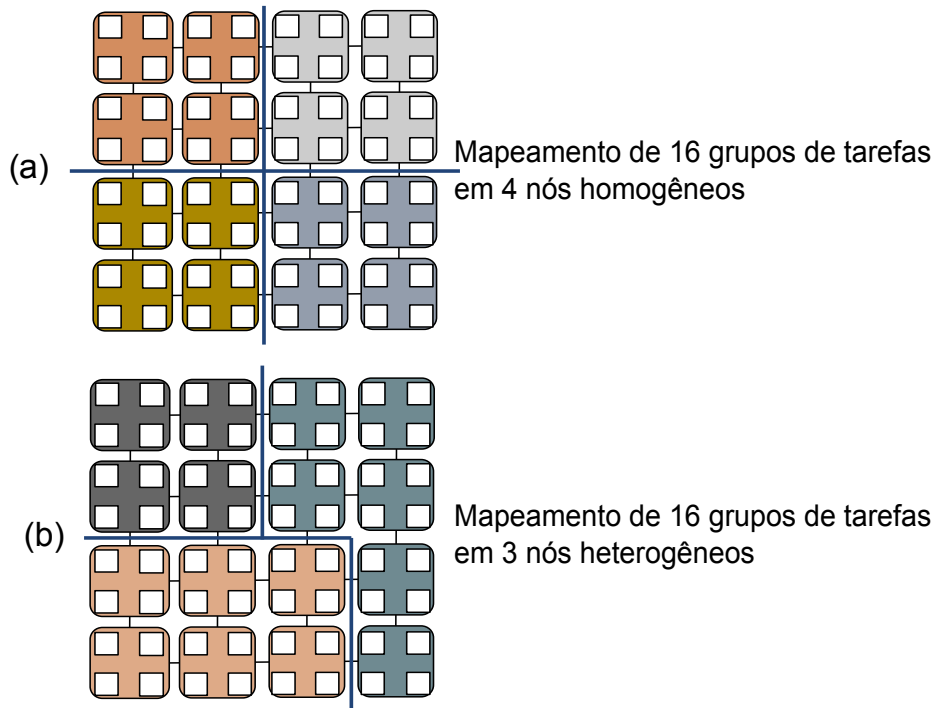 (a)
Mapeamento de 16 grupos de tarefas
em 4 nós homogêneos
(b)
Mapeamento de 16 grupos de tarefas
em 3 nós heterogêneos